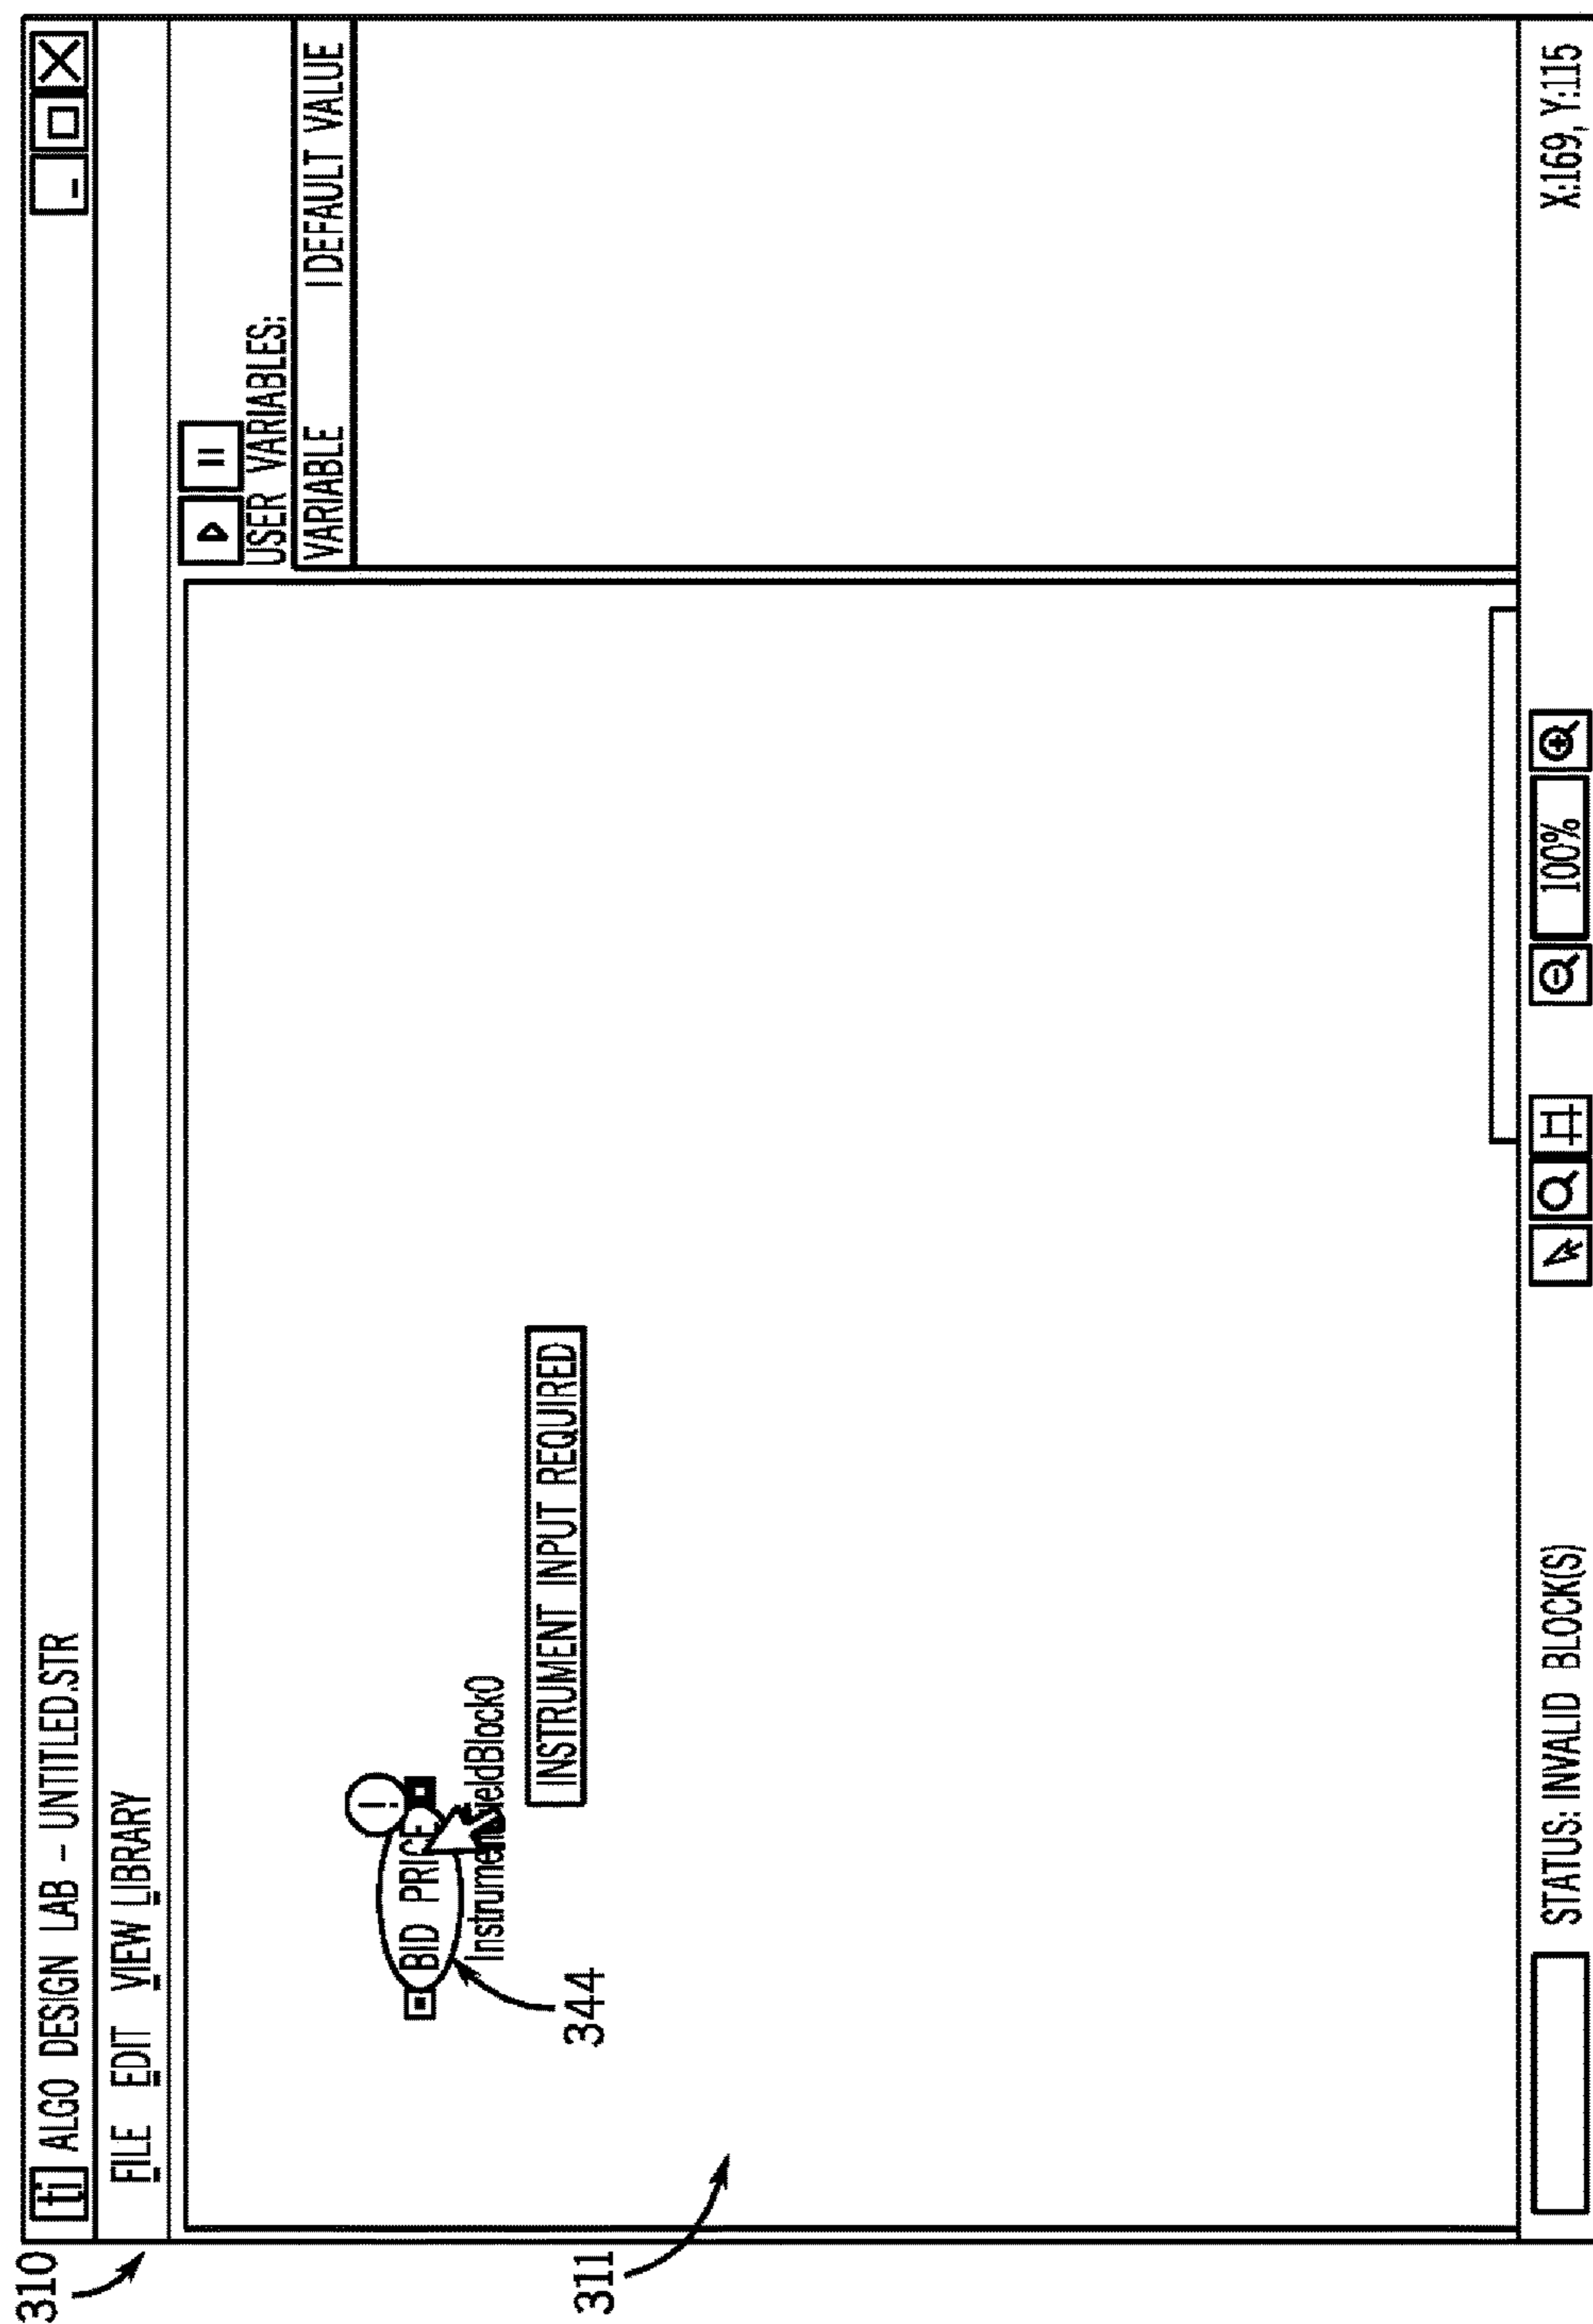 310
ti ALGO DESIGN LAB – UNTITLED.STR
FILE EDIT VIEW LIBRARY
USER VARIABLES:
VARIABLE | DEFAULT VALUE
BID PRICE
!
344
INSTRUMENT INPUT REQUIRED
311
STATUS: INVALID BLOCK(S)
100%
X:169, Y:115